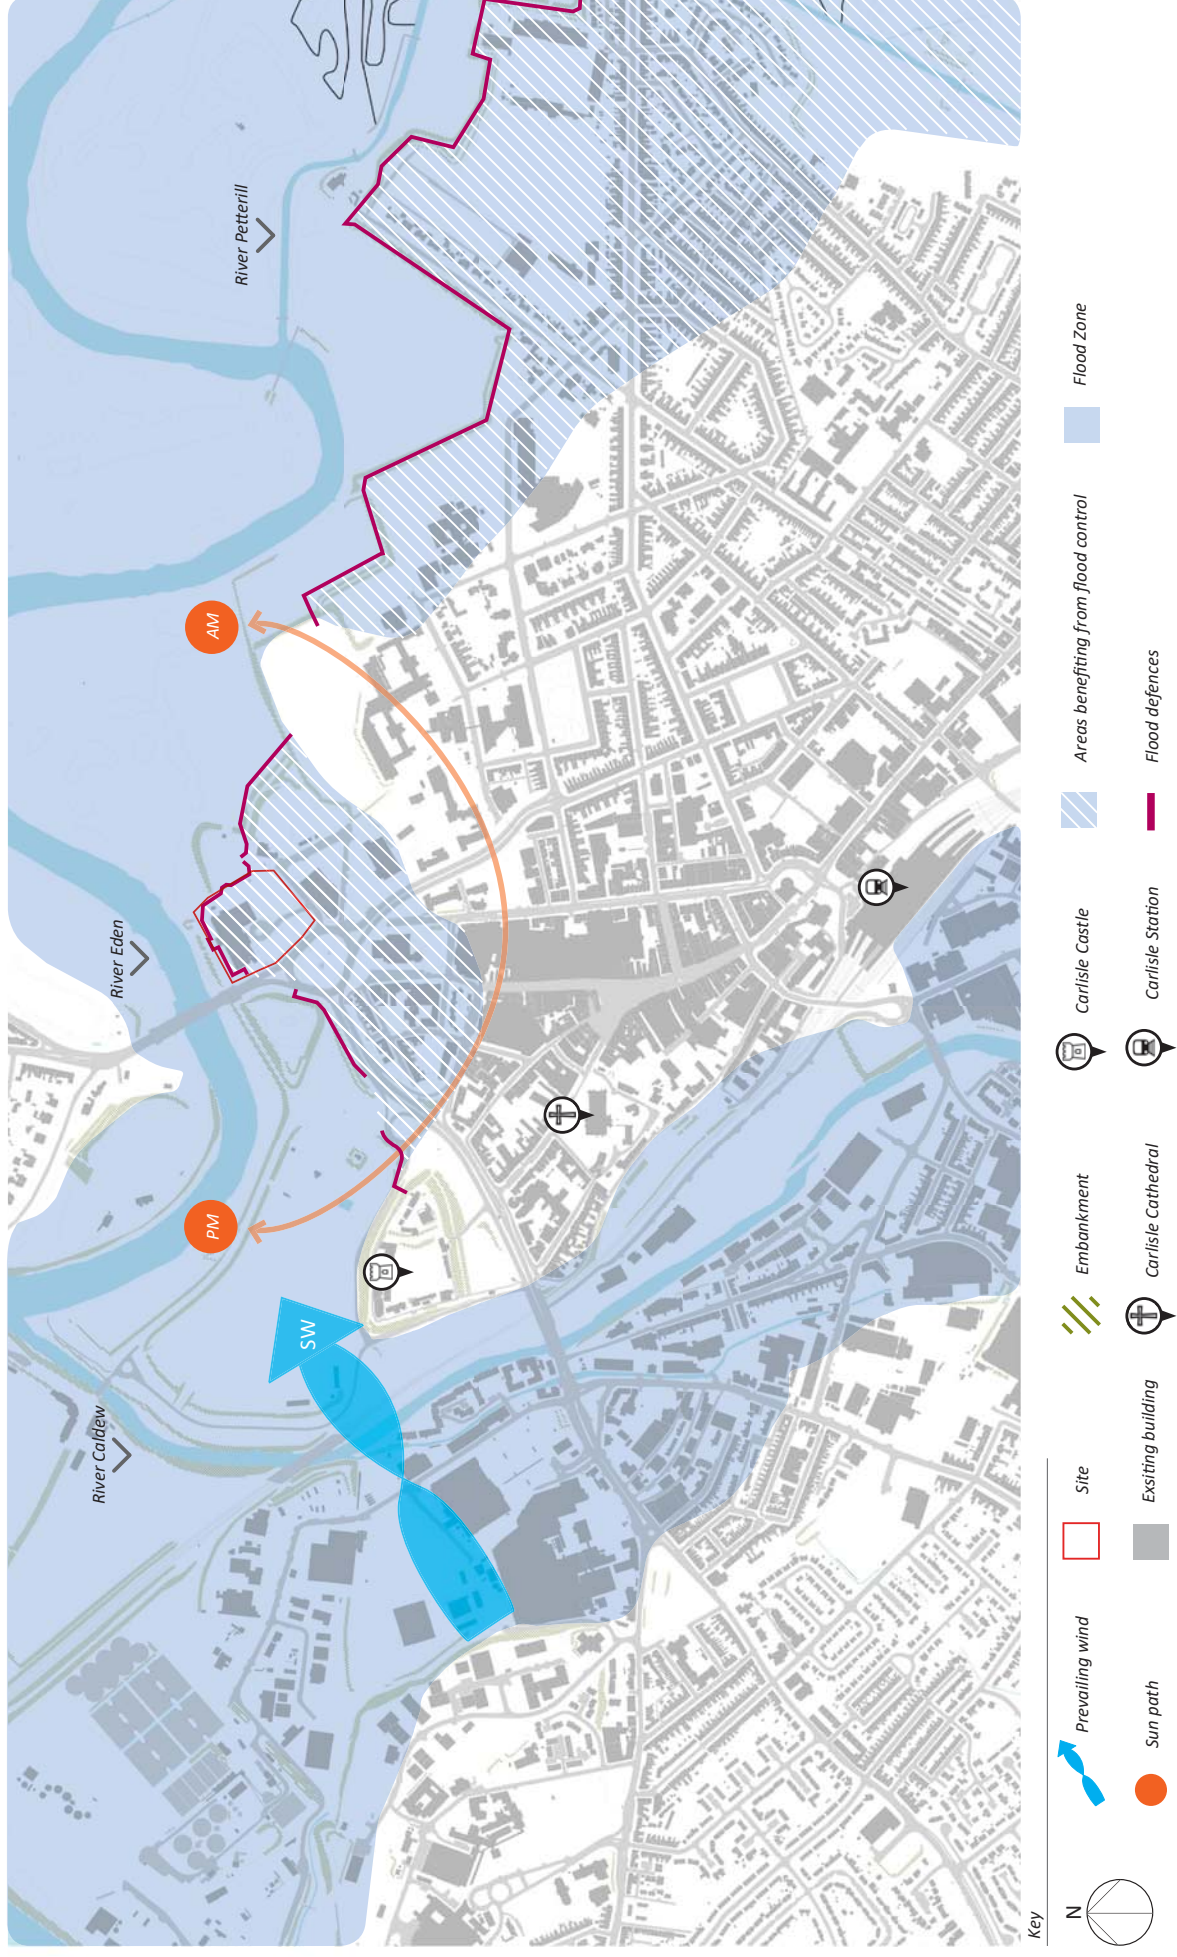 River Caldew
River Eden
River Petterill
PM
AM
SW
Key
N
Prevailing wind
Site
Embankment
Carlisle Castle
Areas benefiting from flood control
Flood Zone
Sun path
Exsiting building
Carlisle Cathedral
Carlisle Station
Flood defences